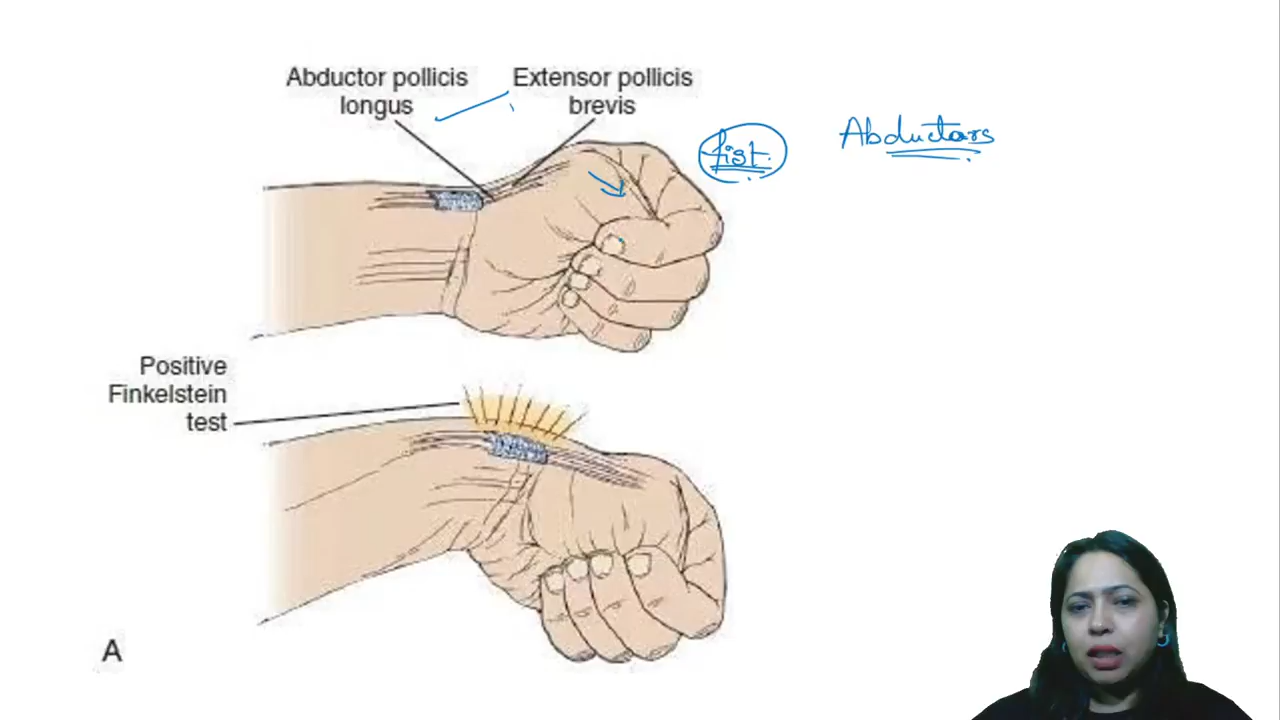 Abductor pollicis
longus
Extensor pollicis
brevis
fist.
Abductors
Positive
Finkelstein
test
A